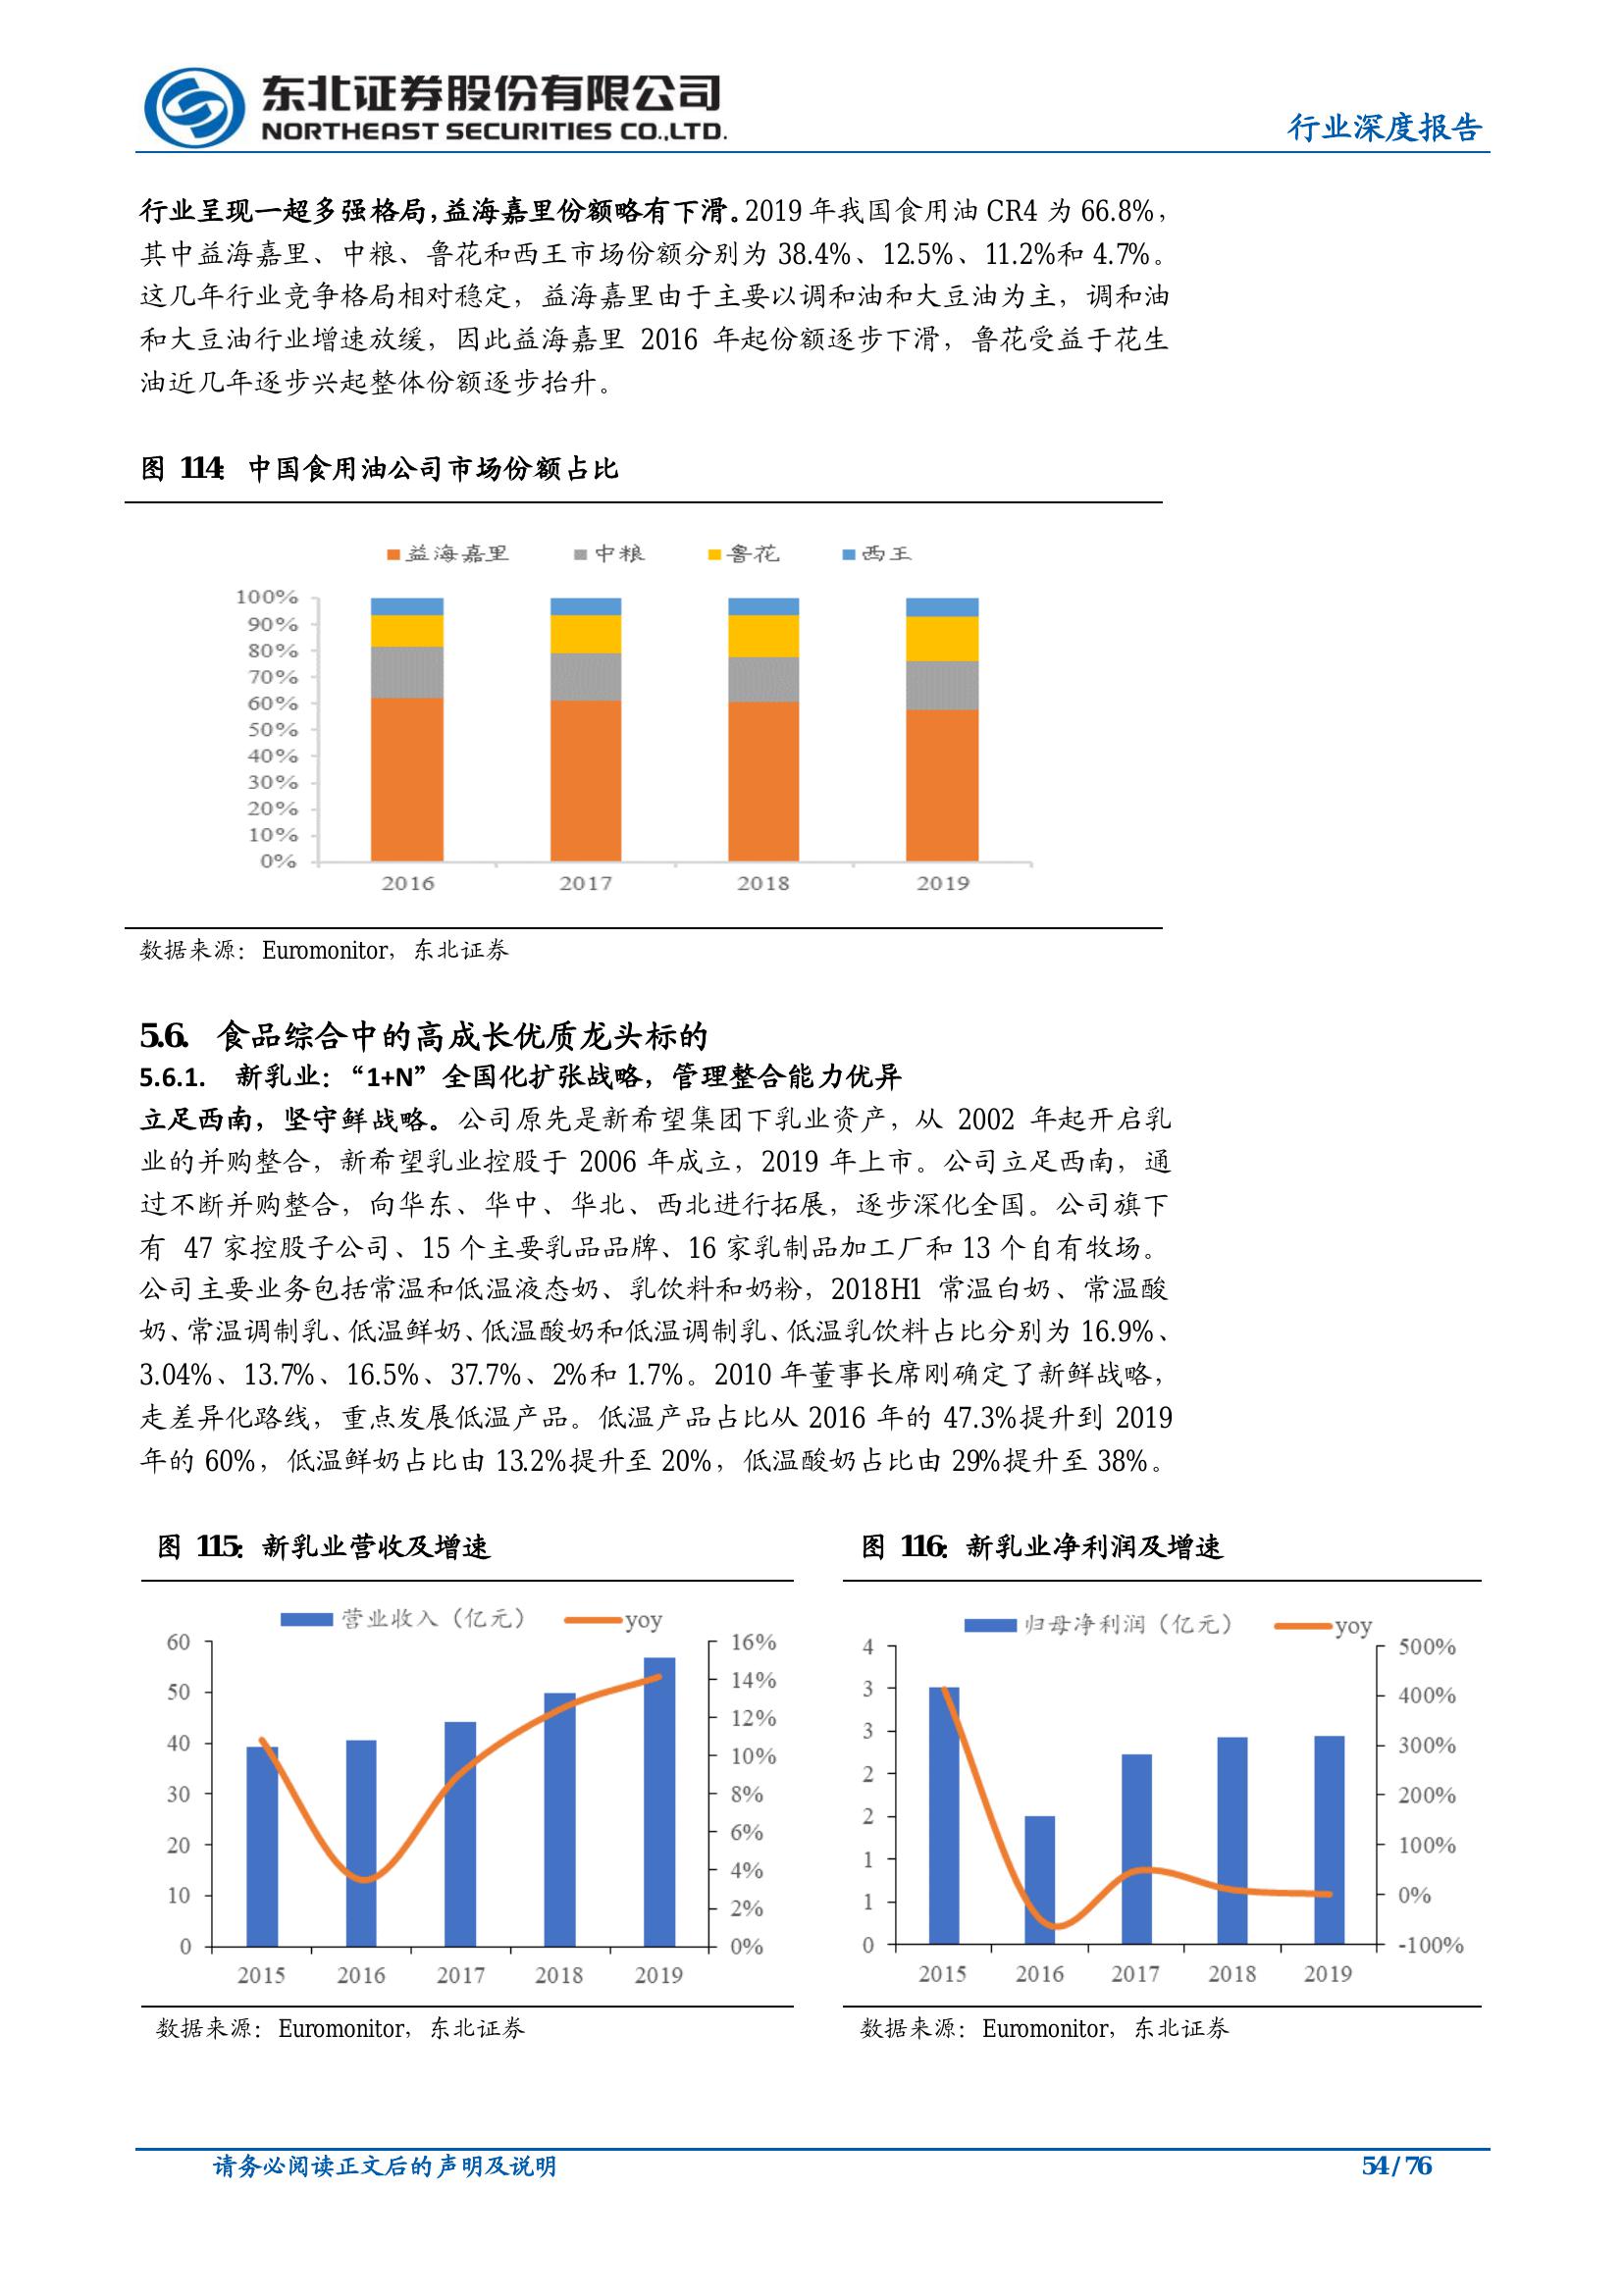 东北证券股份有限公司
NORTHEAST SECURITIES CO.,LTD.
行业深度报告
行业呈现一超多强格局，益海嘉里份额略有下滑。2019 年我国食用油 CR4 为 66.8%，
其中益海嘉里、中粮、鲁花和西王市场份额分别为 38.4%、12.5%、11.2%和 4.7%。
这几年行业竞争格局相对稳定，益海嘉里由于主要以调和油和大豆油为主，调和油
和大豆油行业增速放缓，因此益海嘉里 2016 年起份额逐步下滑，鲁花受益于花生
油近几年逐步兴起整体份额逐步抬升。
图 114：中国食用油公司市场份额占比
益海嘉里 中粮 鲁花 西王
100%
90%
80%
70%
60%
50%
40%
30%
20%
10%
0%
2016 2017 2018 2019
数据来源：Euromonitor，东北证券
5.6. 食品综合中的高成长优质龙头标的
5.6.1. 新乳业：“1+N”全国化扩张战略，管理整合能力优异
立足西南，坚守鲜战略。公司原先是新希望集团下乳业资产，从 2002 年起开启乳
业的并购整合，新希望乳业控股于 2006 年成立，2019 年上市。公司立足西南，通
过不断并购整合，向华东、华中、华北、西北进行拓展，逐步深化全国。公司旗下
有 47 家控股子公司、15 个主要乳品品牌、16 家乳制品加工厂和 13 个自有牧场。
公司主要业务包括常温和低温液态奶、乳饮料和奶粉，2018H1 常温白奶、常温酸
奶、常温调制乳、低温鲜奶、低温酸奶和低温调制乳、低温乳饮料占比分别为 16.9%、
3.04%、13.7%、16.5%、37.7%、2%和 1.7%。2010 年董事长席刚确定了新鲜战略，
走差异化路线，重点发展低温产品。低温产品占比从 2016 年的 47.3%提升到 2019
年的 60%，低温鲜奶占比由 13.2%提升至 20%，低温酸奶占比由 29%提升至 38%。
图 115：新乳业营收及增速
营业收入（亿元） yoy
60
50
40
30
20
10
0
16%
14%
12%
10%
8%
6%
4%
2%
0%
2015 2016 2017 2018 2019
数据来源：Euromonitor，东北证券
图 116：新乳业净利润及增速
归母净利润（亿元） yoy
4
3
3
2
2
1
1
0
500%
400%
300%
200%
100%
0%
-100%
2015 2016 2017 2018 2019
数据来源：Euromonitor，东北证券
请务必阅读正文后的声明及说明
54 / 76